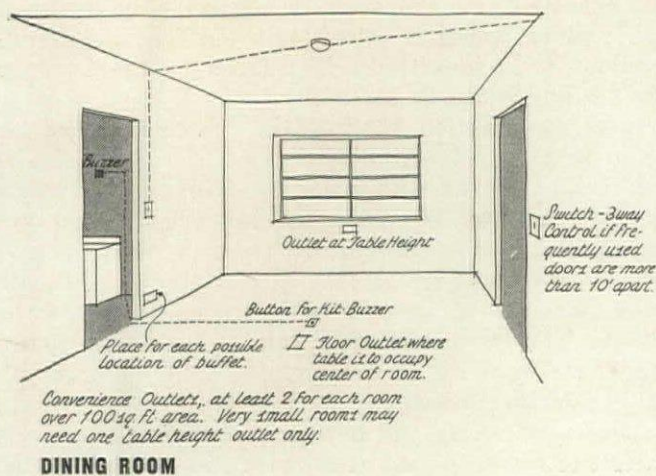 Buzzer
Switch - 3way
Control if fre-
quently used
doors are more
than 10' apart.
Outlet at Table Height
Button for Kit. Buzzer
Place for each possible
location of buffet.
Floor Outlet where
table is to occupy
center of room.
Convenience Outlets, at least 2 for each room
over 100 sq. ft. area. Very small rooms may
need one table height outlet only.
DINING ROOM